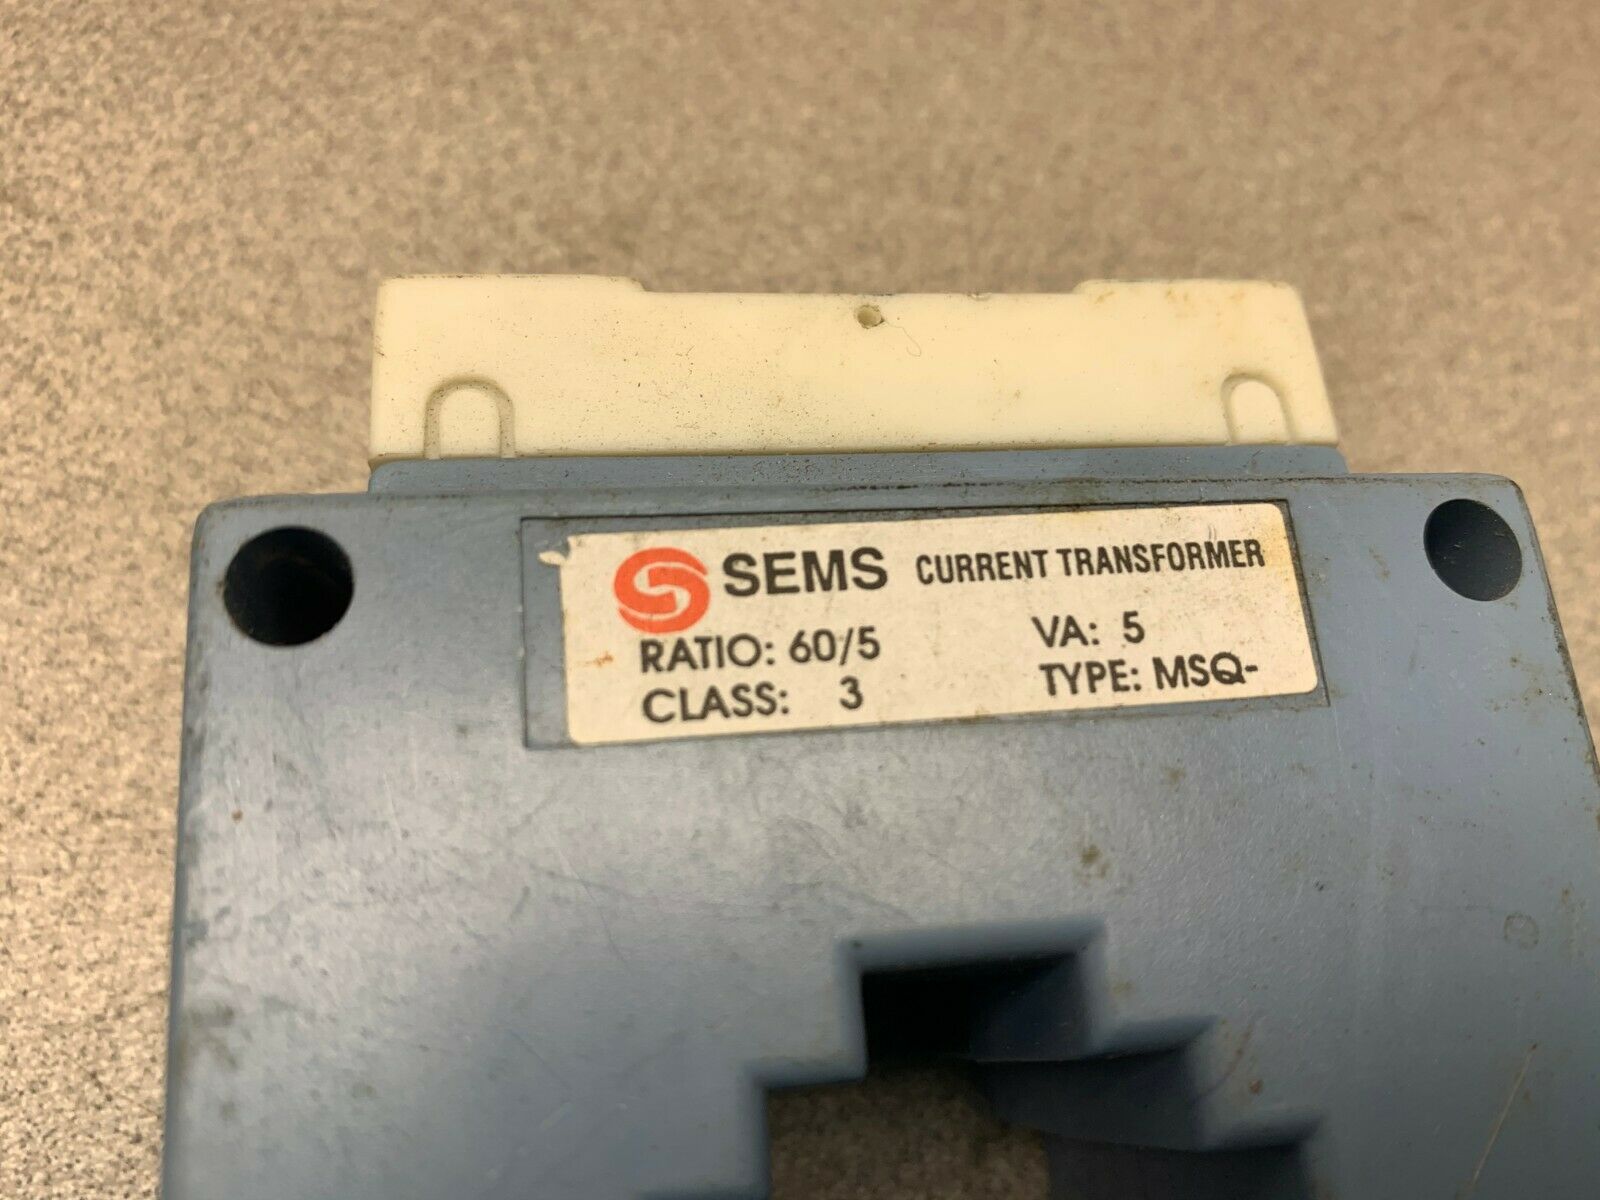 SEMS CURRENT TRANSFORMER
RATIO: 60/5 VA: 5
CLASS: 3 TYPE: MSQ-